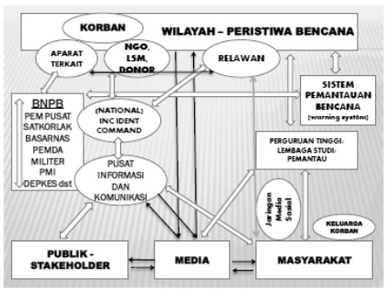 KORBAN
WILAYAH – PERISTIWA BENCANA
APARAT
TERKAIT
NGO,
LSM,
DONOR
RELAWAN
SISTEM
PEMANTAUAN
BENCANA
(warning system)
BNPB
PEM PUSAT
SATKORLAK
BASARNAS
PEMDA
MILITER
PMI
DEPKES dst
(NATIONAL)
INCIDENT
COMMAND
PERGURUAN TINGGI-
LEMBAGA STUDI-
PEMANTAU
PUSAT
INFORMASI
DAN
KOMUNIKASI
Jaringan
Media
Sosial
KELUARGA
KORBAN
PUBLIK -
STAKEHOLDER
MEDIA
MASYARAKAT